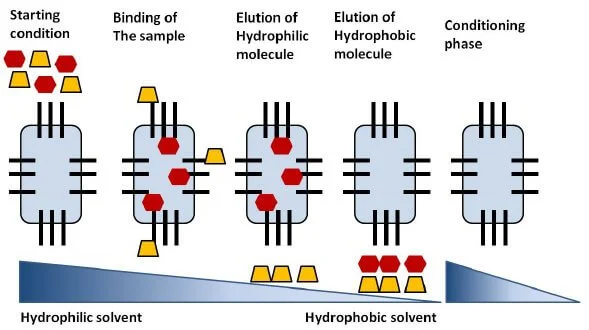 Starting
condition
Binding of
The sample
Elution of
Hydrophilic
molecule
Elution of
Hydrophobic
molecule
Conditioning
phase
Hydrophilic solvent
Hydrophobic solvent